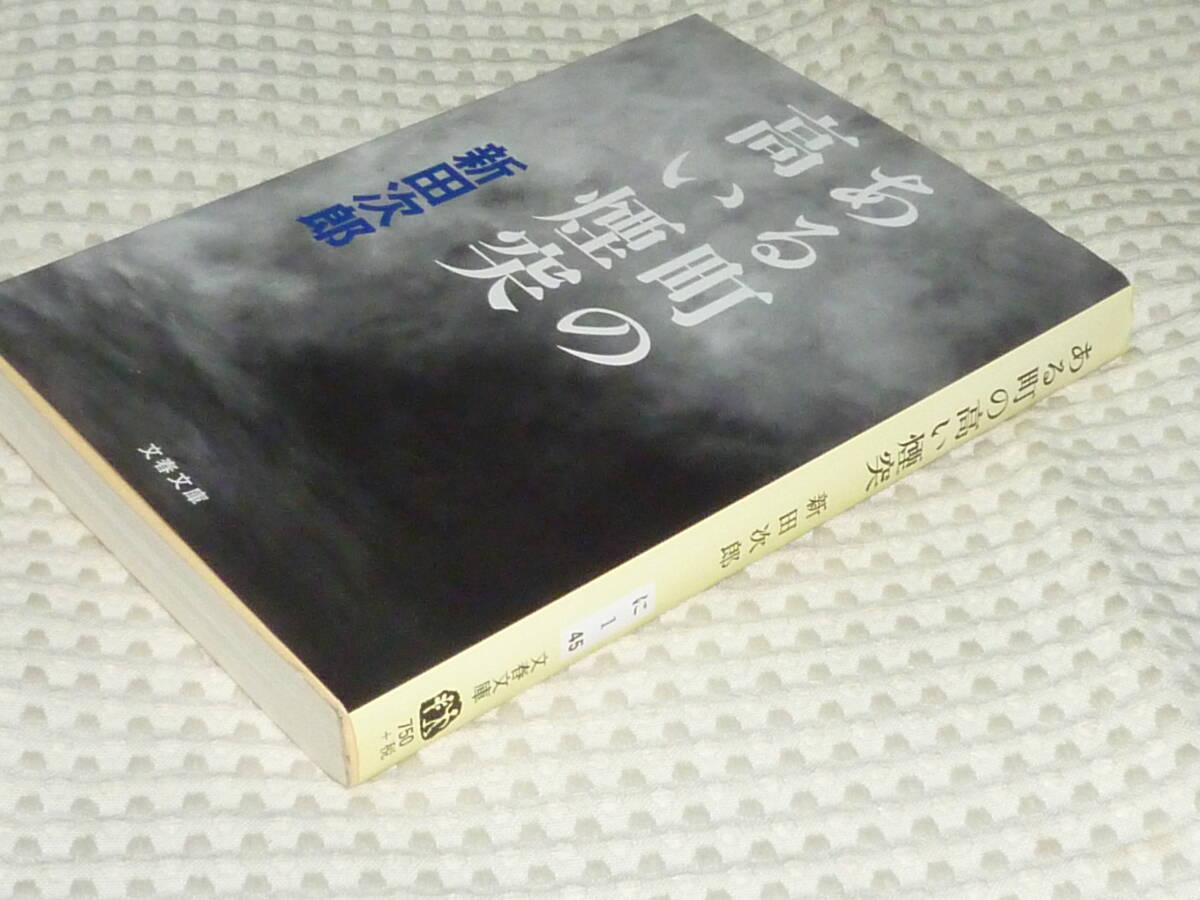 ある町の
高い煙突
新田次郎
文春文庫
ある町の高い煙突
新田次郎
に
1
45
文春文庫
750
+税